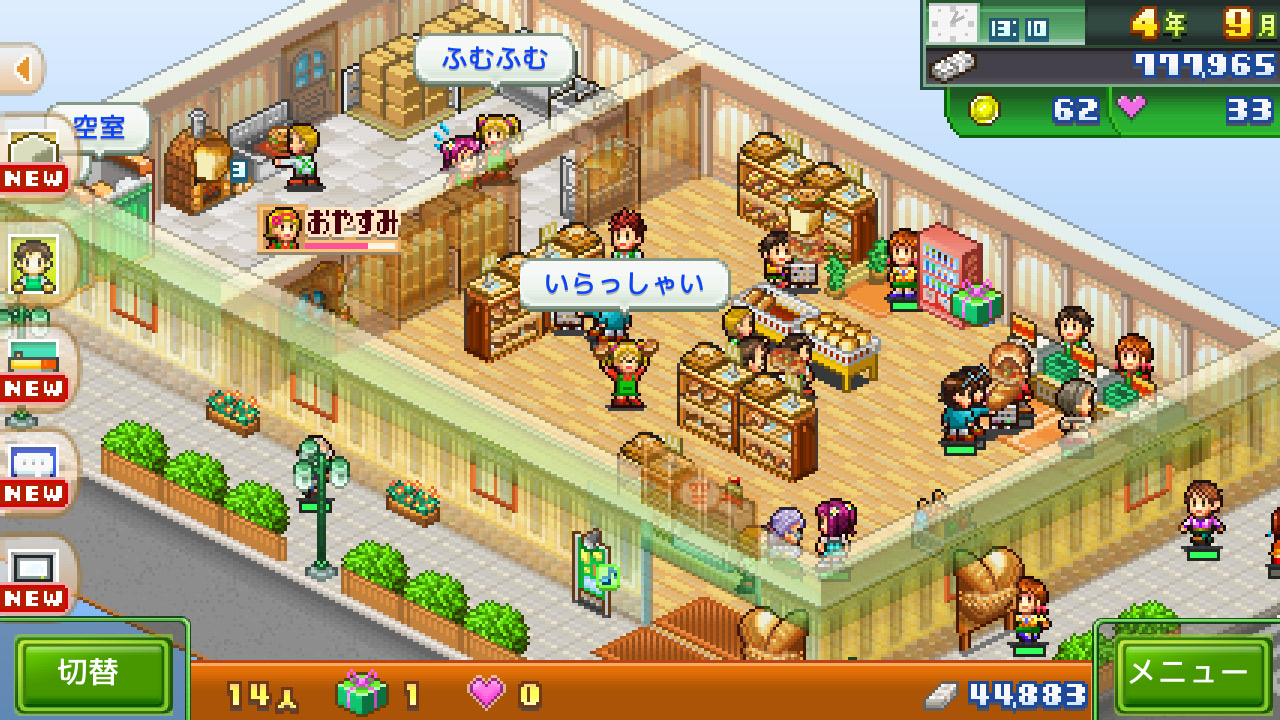 13:10
4年 9月
777,965
62
33
ふむふむ
空室
3
NEW
おやすみ
いらっしゃい
NEW
NEW
NEW
切替
14人
1
0
44,883
メニュー